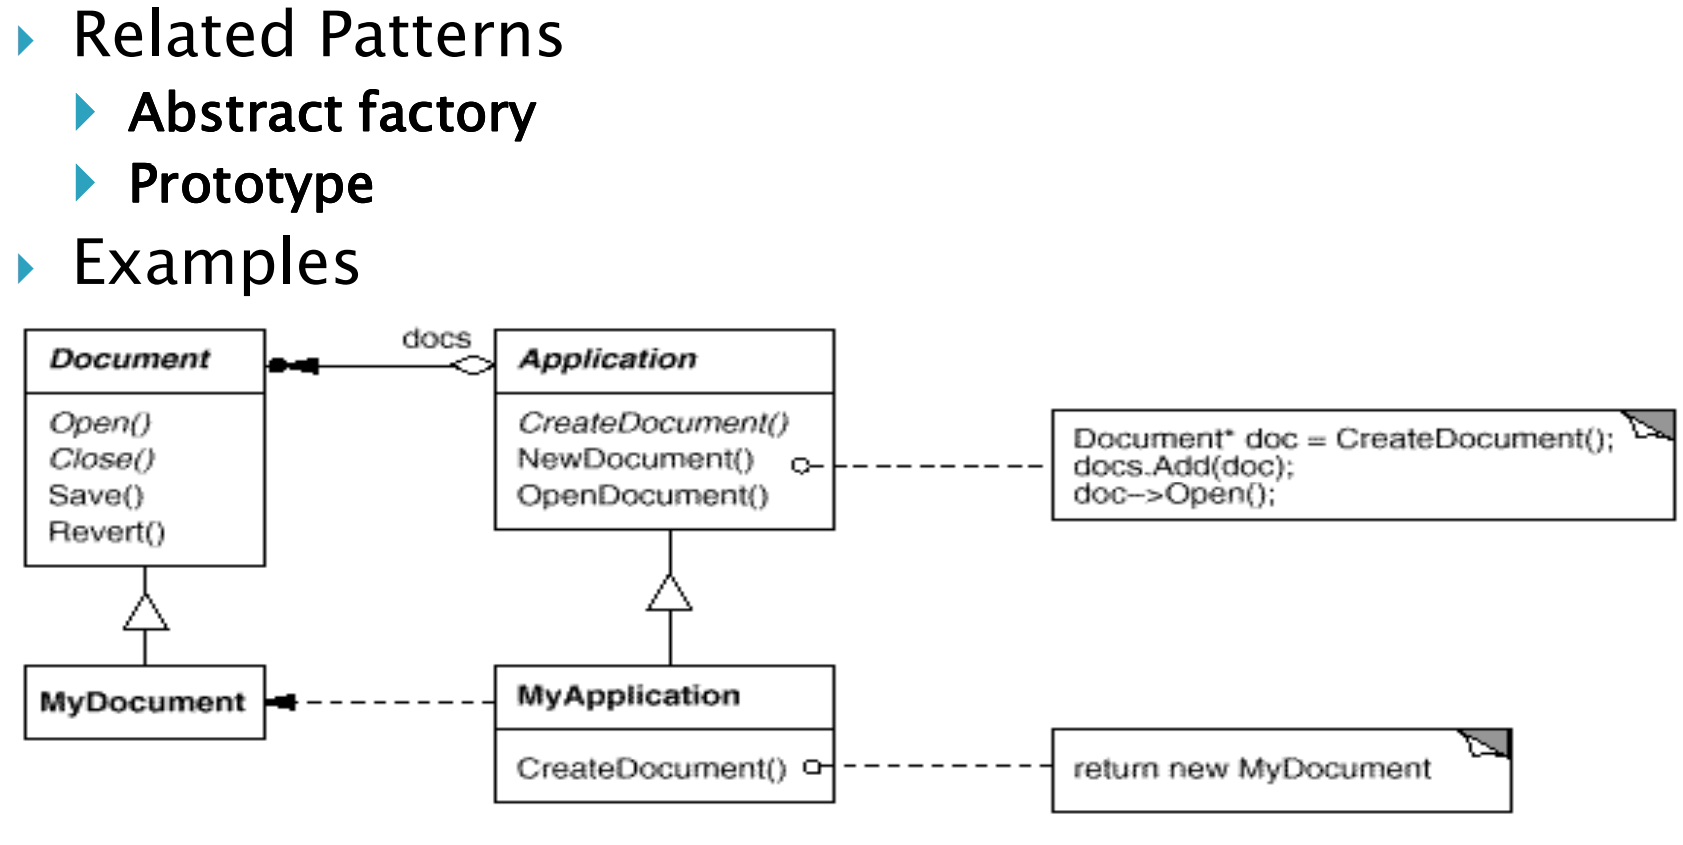 Related Patterns
Abstract factory
Prototype
Examples
docs
Document
Open()
Close()
Save()
Revert()
Application
CreateDocument()
NewDocument()
OpenDocument()
Document* doc = CreateDocument();
docs.Add(doc);
doc–>Open();
MyDocument
MyApplication
CreateDocument()
return new MyDocument